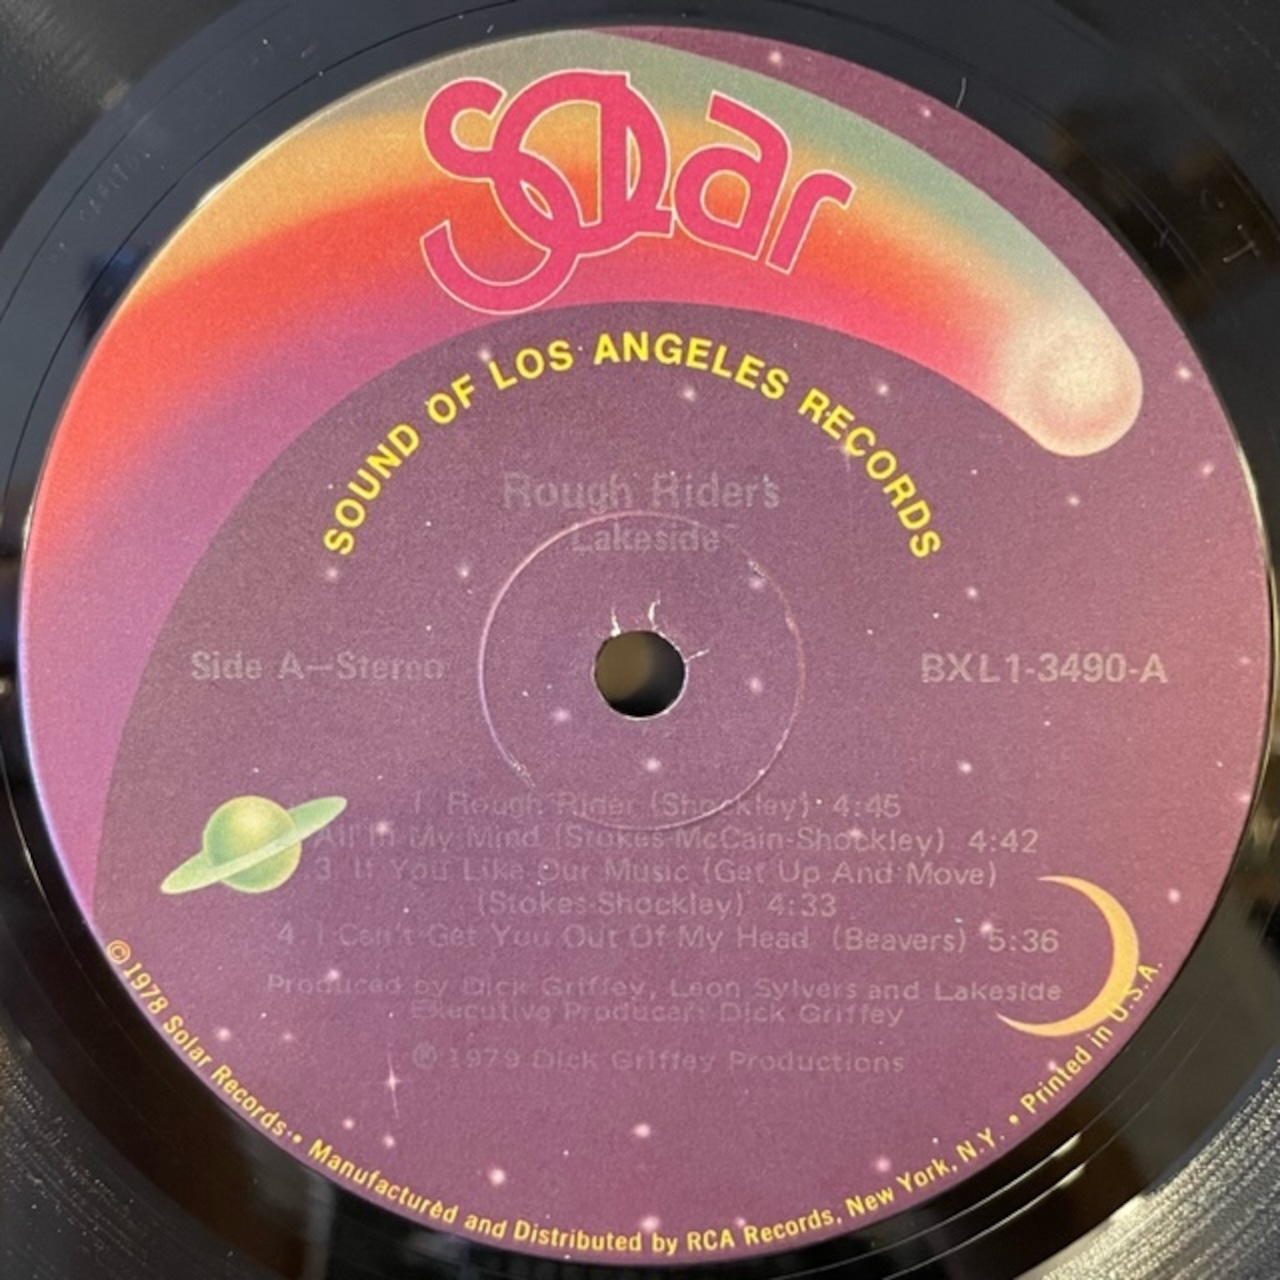 Solar
SOUND OF LOS ANGELES RECORDS
Rough Riders
Lakeside
Side A—Stereo
BXL1-3490-A
1. Rough Rider (Shockley) 4:45
All In My Mind (Stokes-McCain-Shockley) 4:42
3. If You Like Our Music (Get Up And Move)
(Stokes-Shockley) 4:33
4. I Can't Get You Out Of My Head (Beavers) 5:36
Produced by Dick Griffey, Leon Sylvers and Lakeside
Executive Producer: Dick Griffey
℗ 1979 Dick Griffey Productions
©1978 Solar Records • Manufactured and Distributed by RCA Records, New York, N.Y. • Printed in U.S.A.